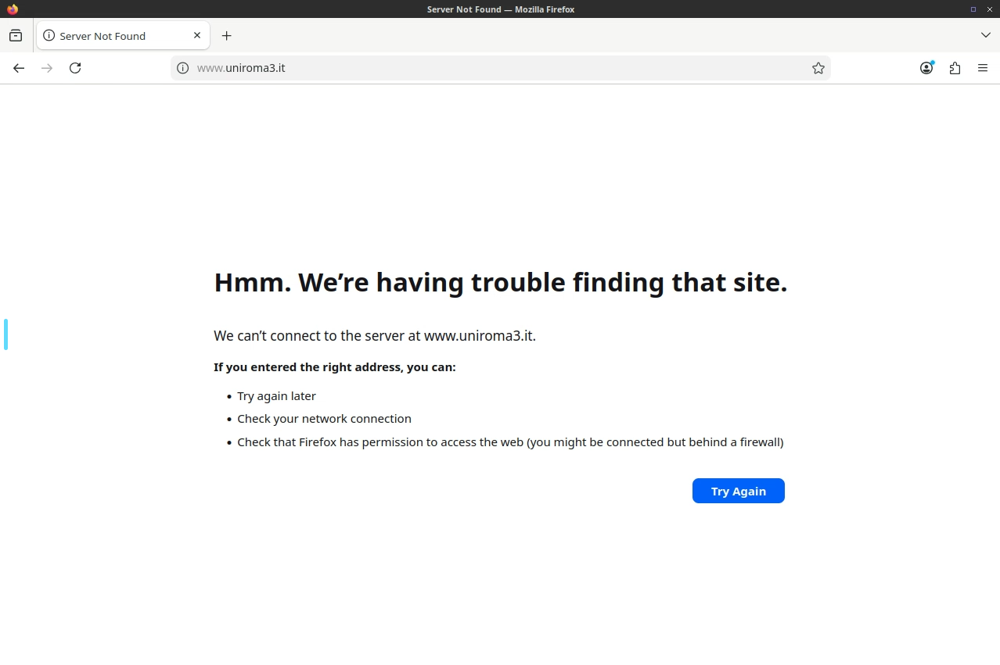 Server Not Found — Mozilla Firefox
Server Not Found
www.uniroma3.it
Hmm. We’re having trouble finding that site.
We can’t connect to the server at www.uniroma3.it.
If you entered the right address, you can:
• Try again later
• Check your network connection
• Check that Firefox has permission to access the web (you might be connected but behind a firewall)
Try Again